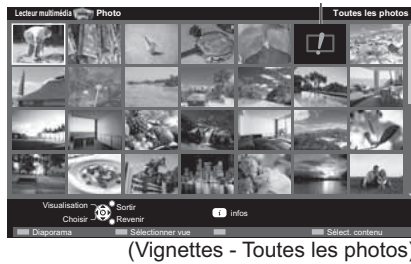 Lecteur multimédia Photo Toutes les photos
Visualisation Sortir
Choisir Revenir
i infos
Diaporama Sélectionner vue Sélect. contenu
(Vignettes - Toutes les photos)